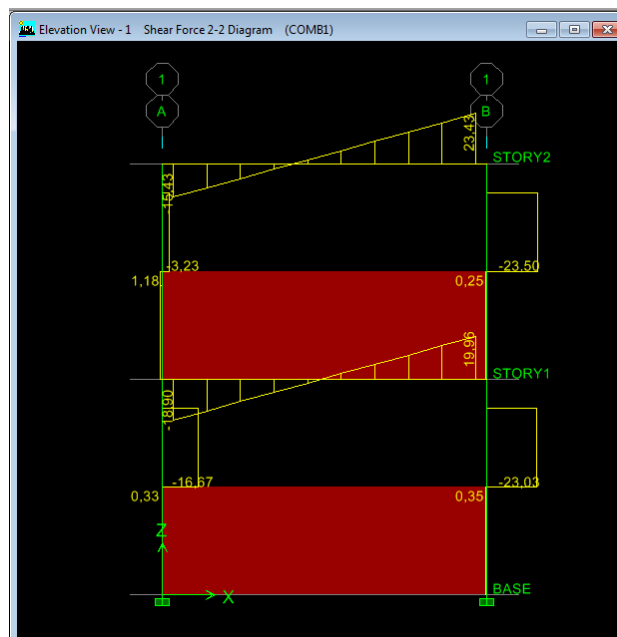 Elevation View - 1 Shear Force 2-2 Diagram (COMB1)
1 1
A B
23.43
STORY2
-15,43
-3,23 -23.50
1,18 0,25
19,96
STORY1
-18,90
-16,67 -23,03
0,33 0,35
Z
X
BASE